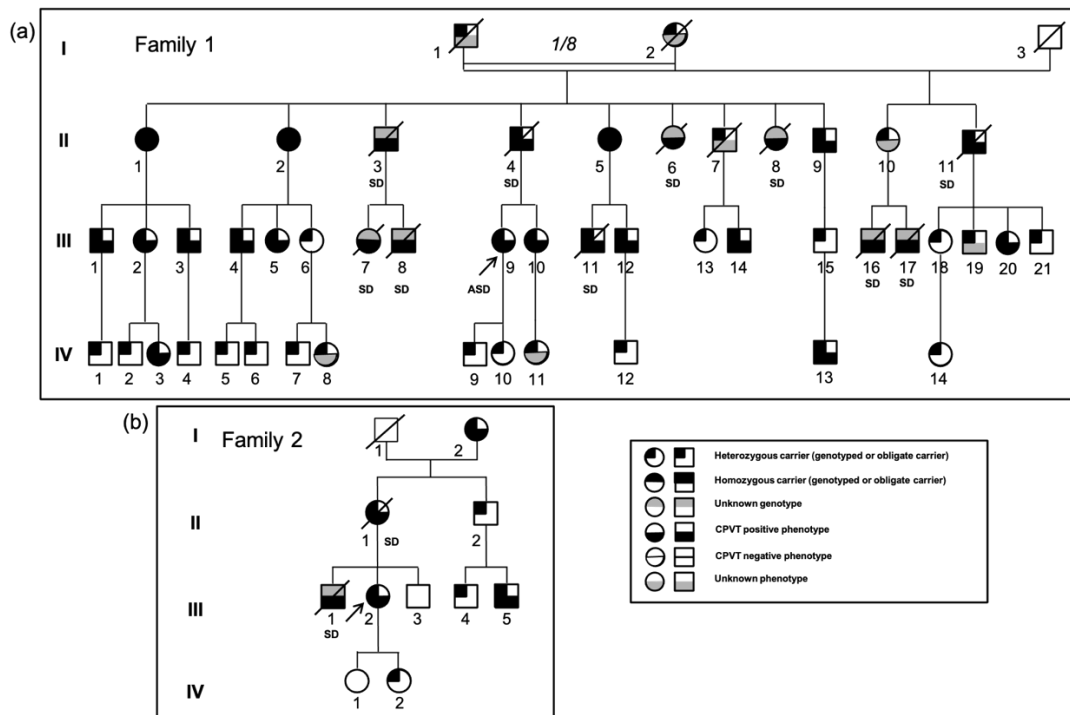 (a)
Family 1
I
1
1/8
2
3
II
1 2 3 4 5 6 7 8 9 10 11
SD SD SD SD SD
III
1 2 3 4 5 6 7 8 9 10 11 12 13 14 15 16 17 18 19 20 21
SD SD ASD SD SD SD
IV
1 2 3 4 5 6 7 8 9 10 11 12 13 14
(b)
Family 2
I
1 2
II
1 SD 2
III
1 2 3 4 5
SD
IV
1 2
Heterozygous carrier (genotyped or obligate carrier)
Homozygous carrier (genotyped or obligate carrier)
Unknown genotype
CPVT positive phenotype
CPVT negative phenotype
Unknown phenotype